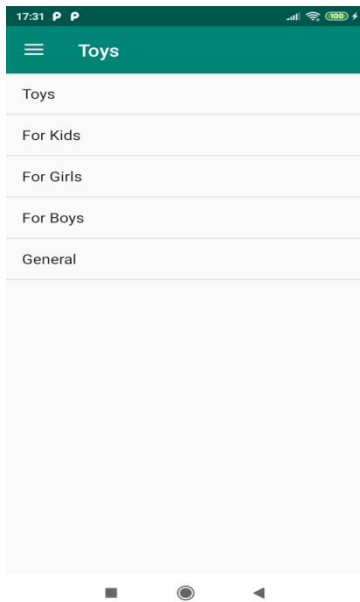 17:31 P P 100
Toys
Toys
For Kids
For Girls
For Boys
General